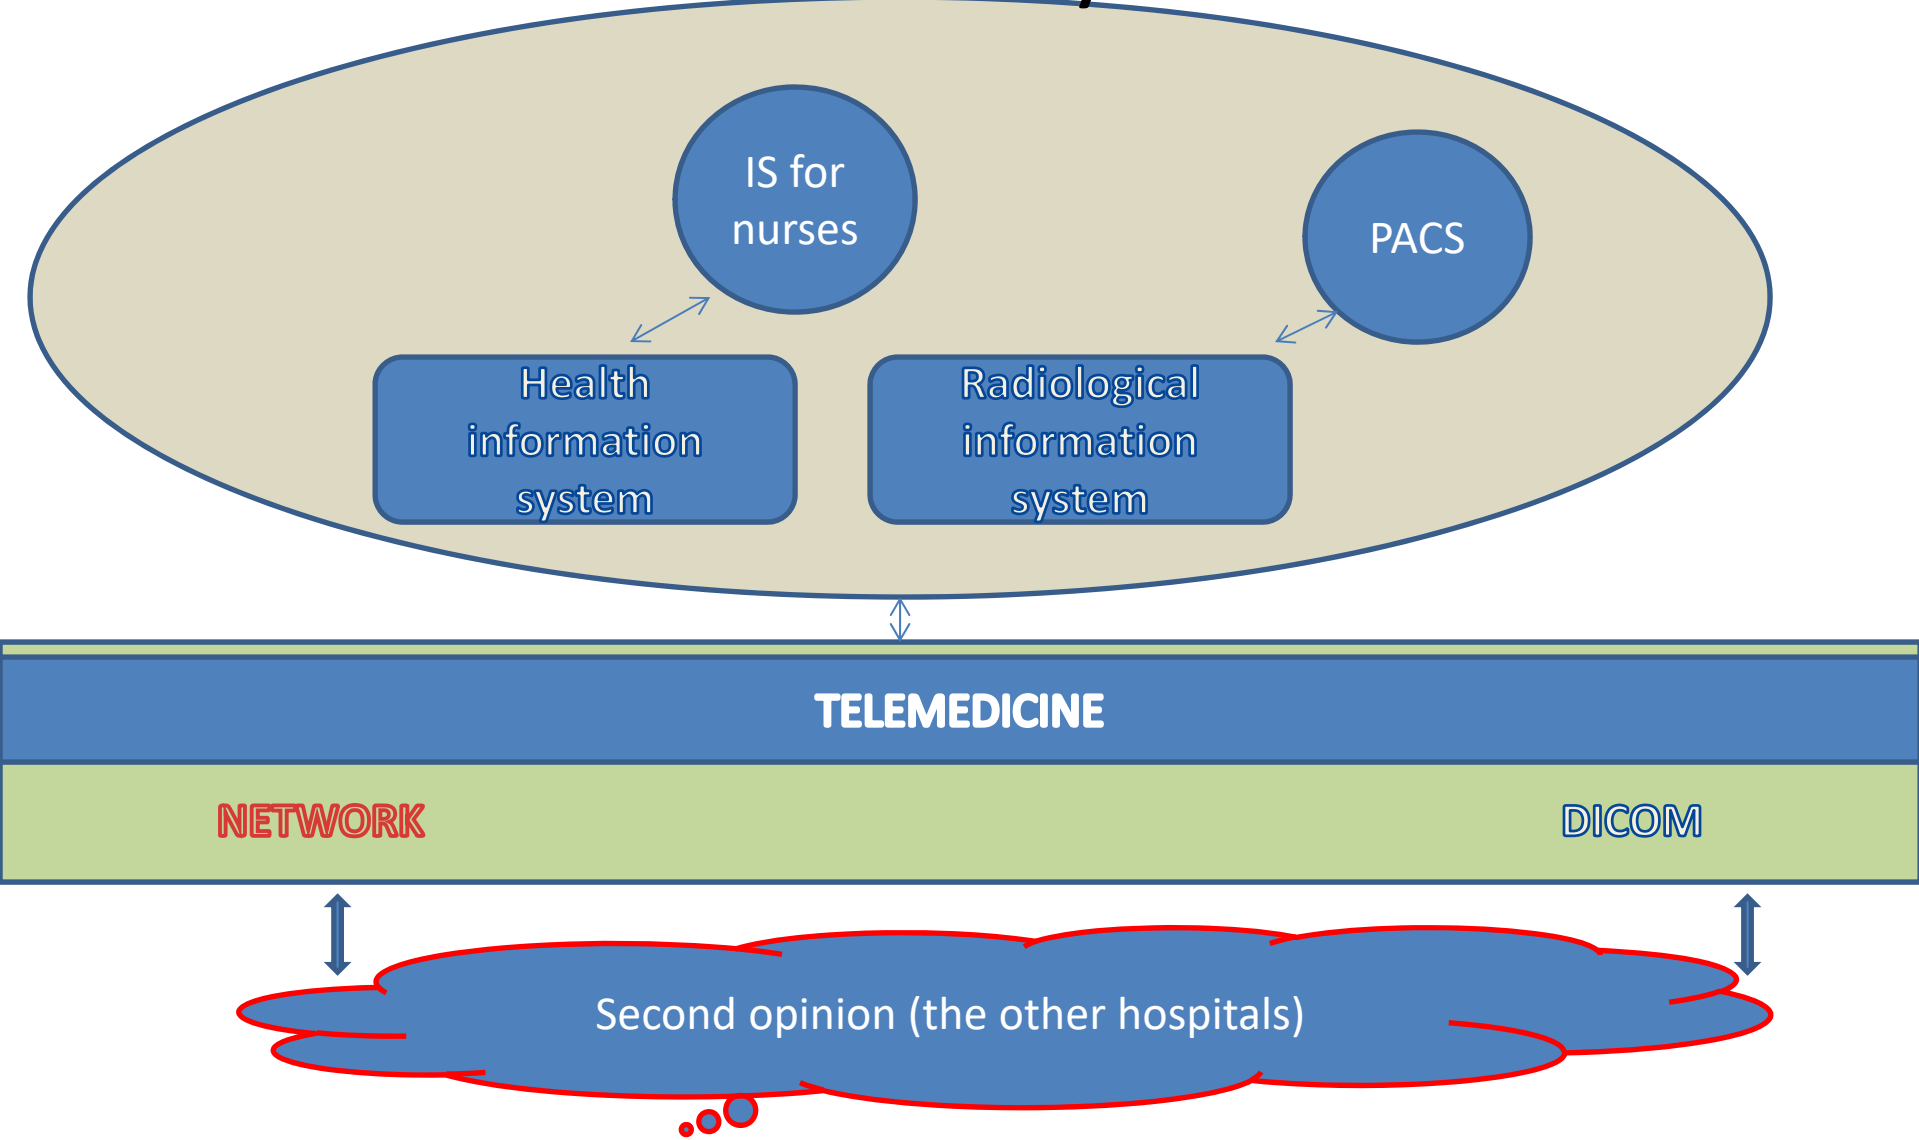 IS for
nurses
PACS
Health
information
system
Radiological
information
system
TELEMEDICINE
NETWORK
DICOM
Second opinion (the other hospitals)